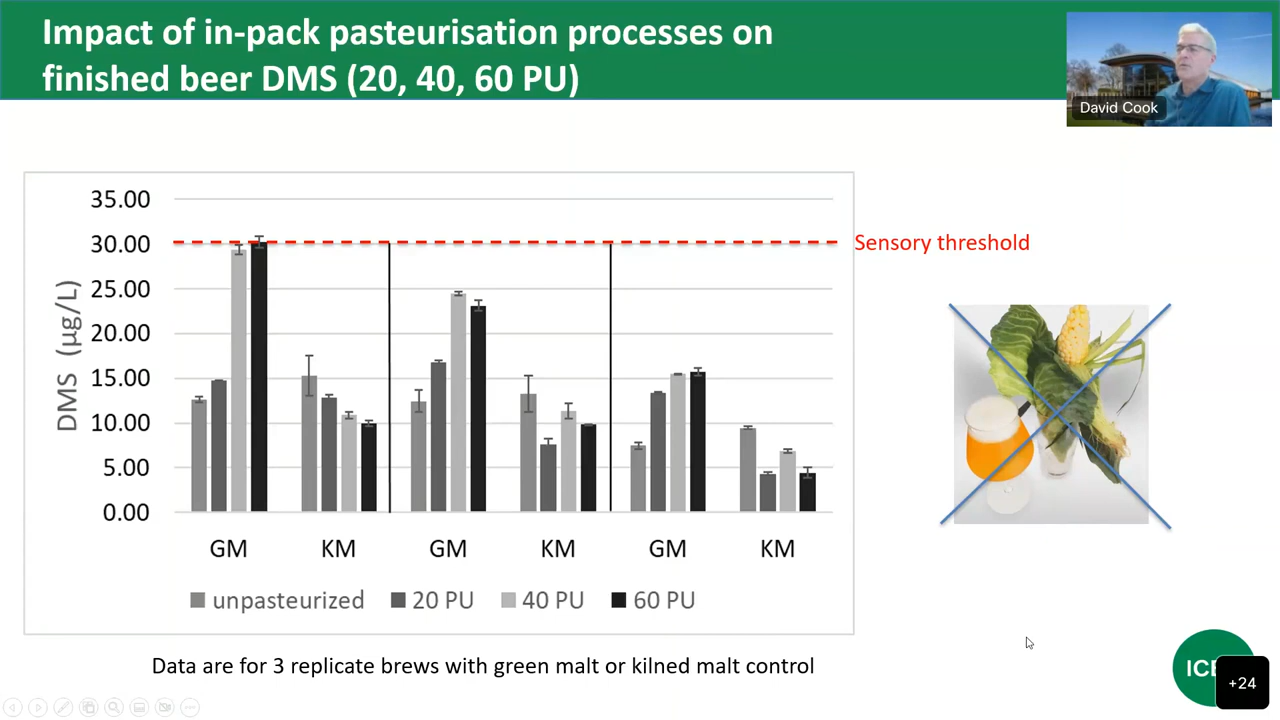 Impact of in-pack pasteurisation processes on
finished beer DMS (20, 40, 60 PU)
David Cook
35.00
30.00
25.00
20.00
15.00
10.00
5.00
0.00
DMS (µg/L)
Sensory threshold
GM KM GM KM GM KM
unpasteurized 20 PU 40 PU 60 PU
Data are for 3 replicate brews with green malt or kilned malt control
+24